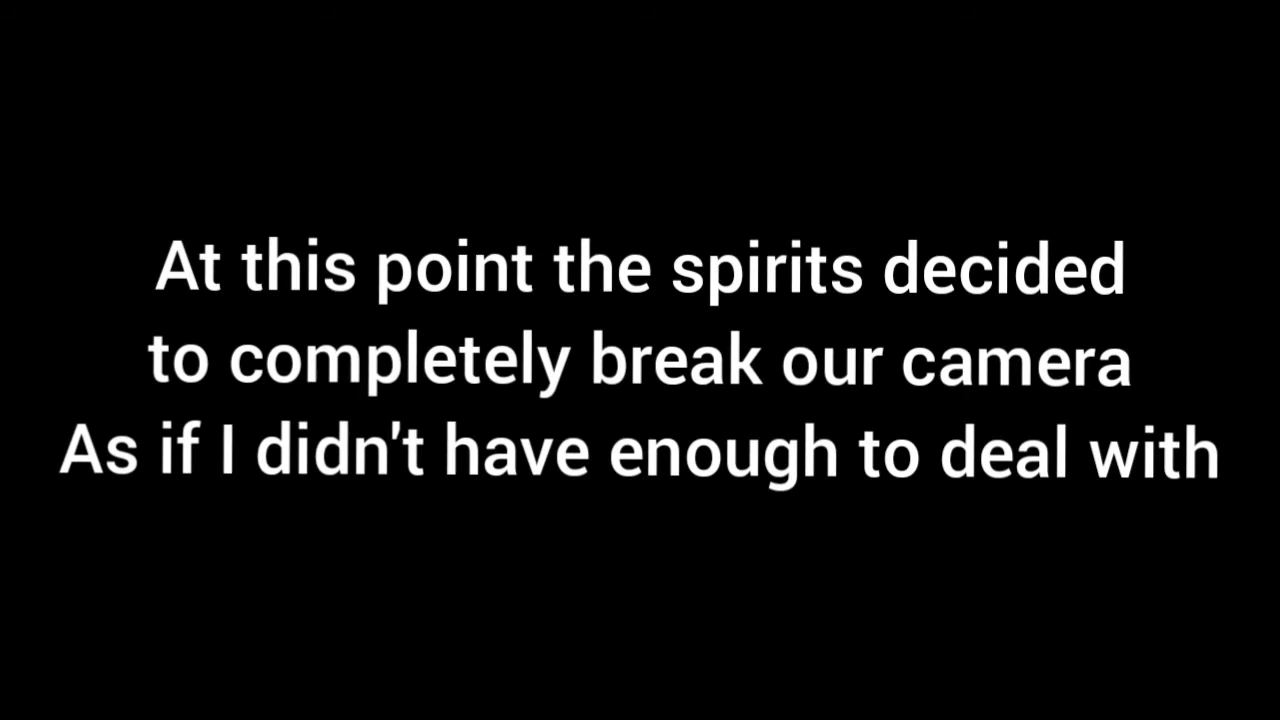 At this point the spirits decided
to completely break our camera
As if I didn't have enough to deal with